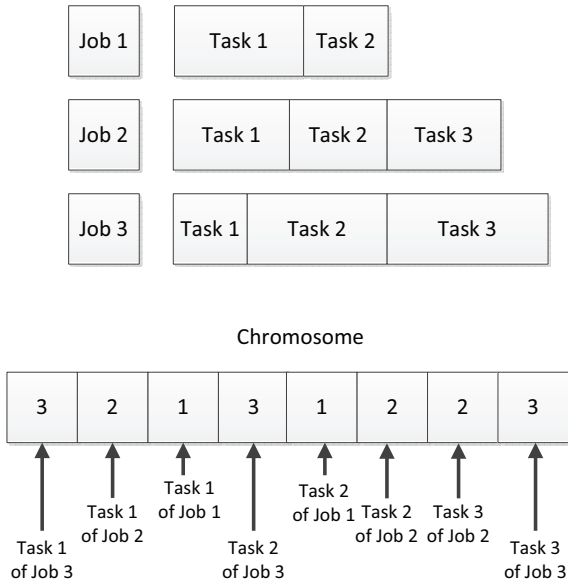 Job 1 Task 1 Task 2
Job 2 Task 1 Task 2 Task 3
Job 3 Task 1 Task 2 Task 3
Chromosome
3 2 1 3 1 2 2 3
Task 1
of Job 3
Task 1
of Job 2
Task 1
of Job 1
Task 2
of Job 3
Task 2
of Job 1
Task 2
of Job 2
Task 3
of Job 2
Task 3
of Job 3